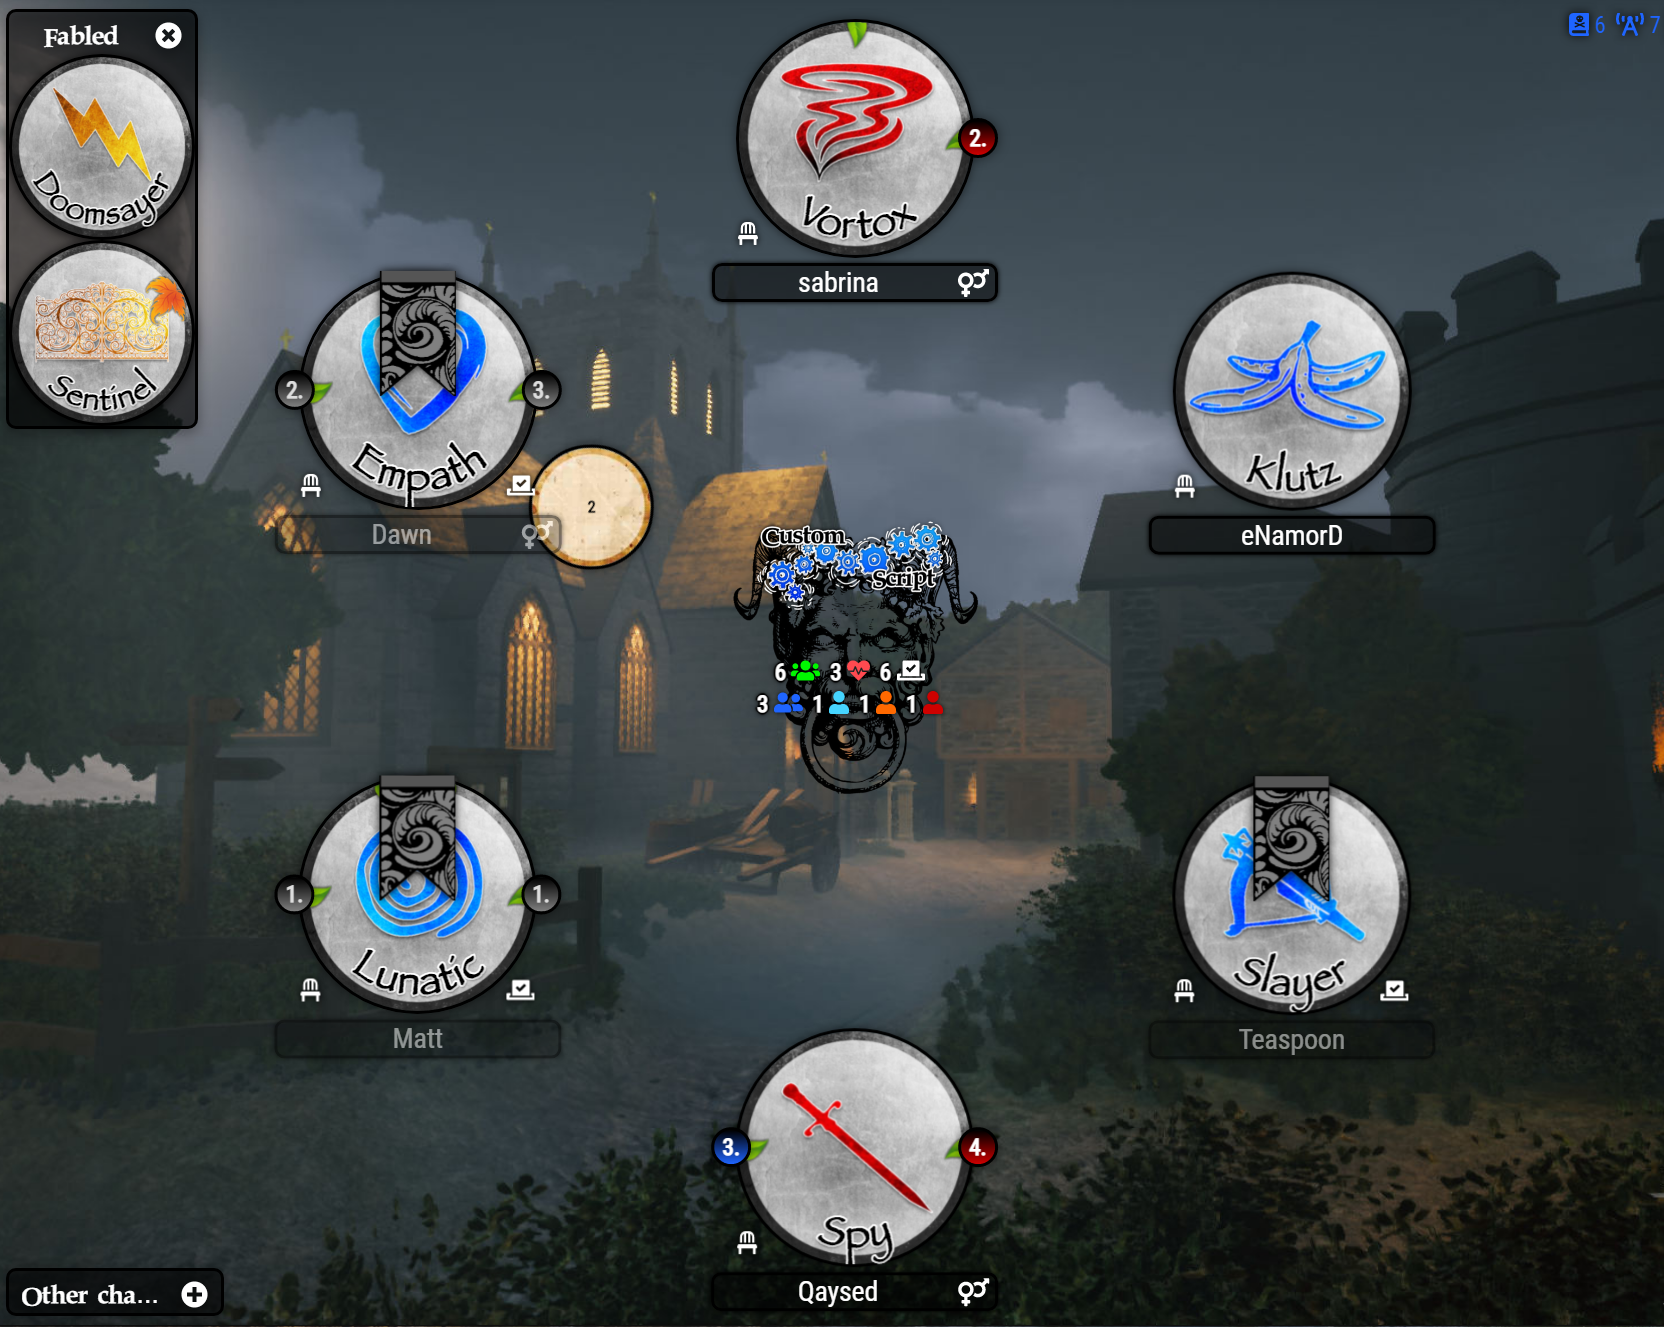 Fabled
Doomsayer
Sentinel
6 7
Vortox
2.
sabrina
Empath
2.
3.
Dawn
2
Klutz
eNamorD
Custom
Script
6 3 6
3 1 1 1
Lunatic
1.
1.
Matt
Slayer
Teaspoon
Spy
3.
4.
Qaysed
Other cha...